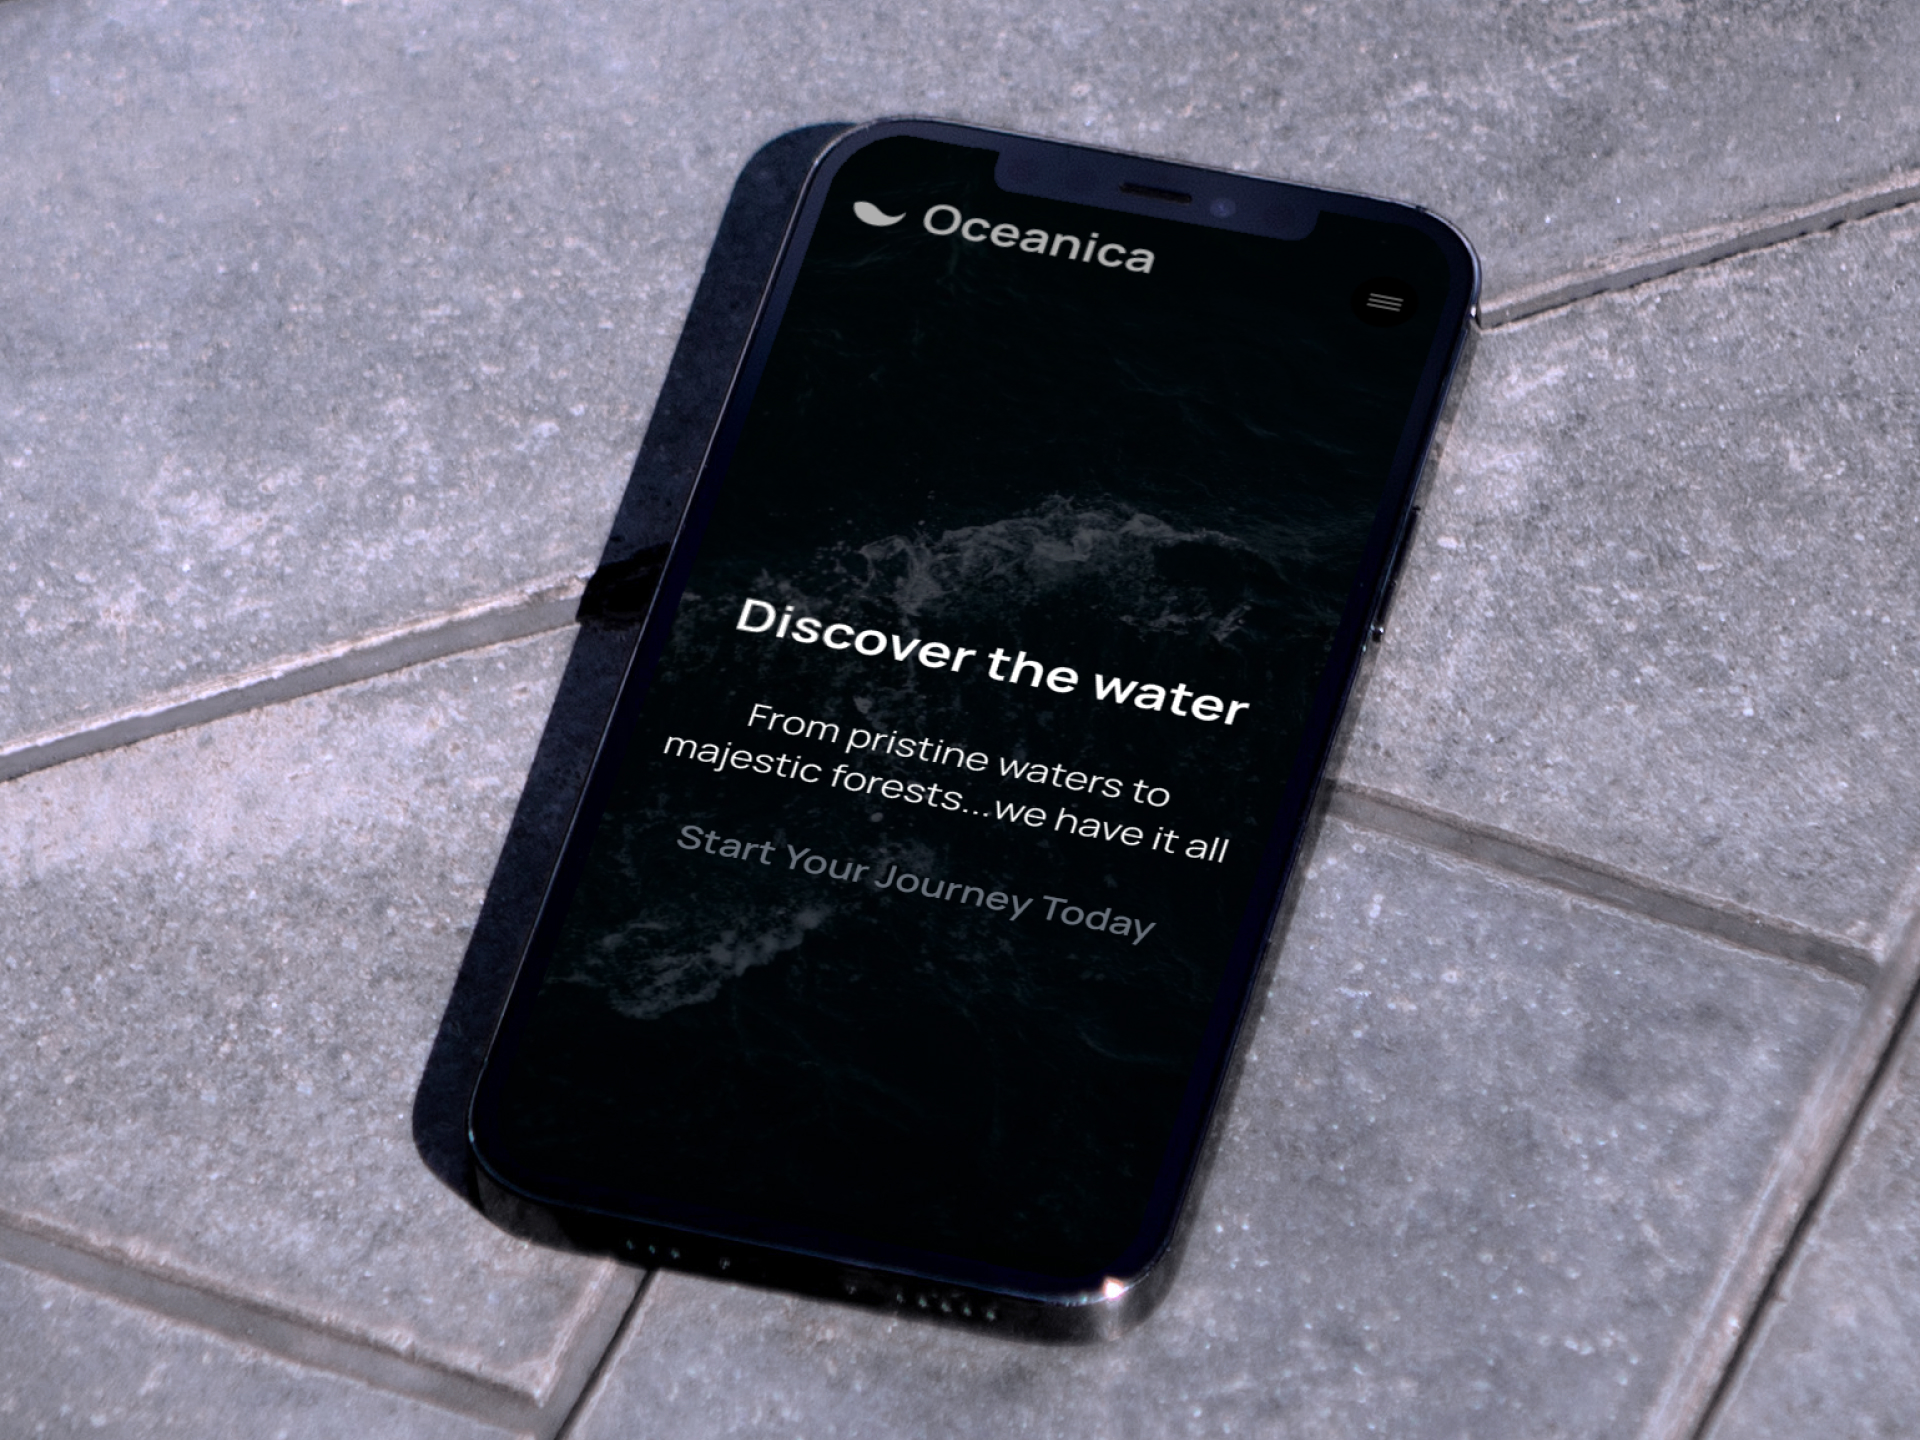 Oceanica
Discover the water
From pristine waters to
majestic forests...we have it all
Start Your Journey Today